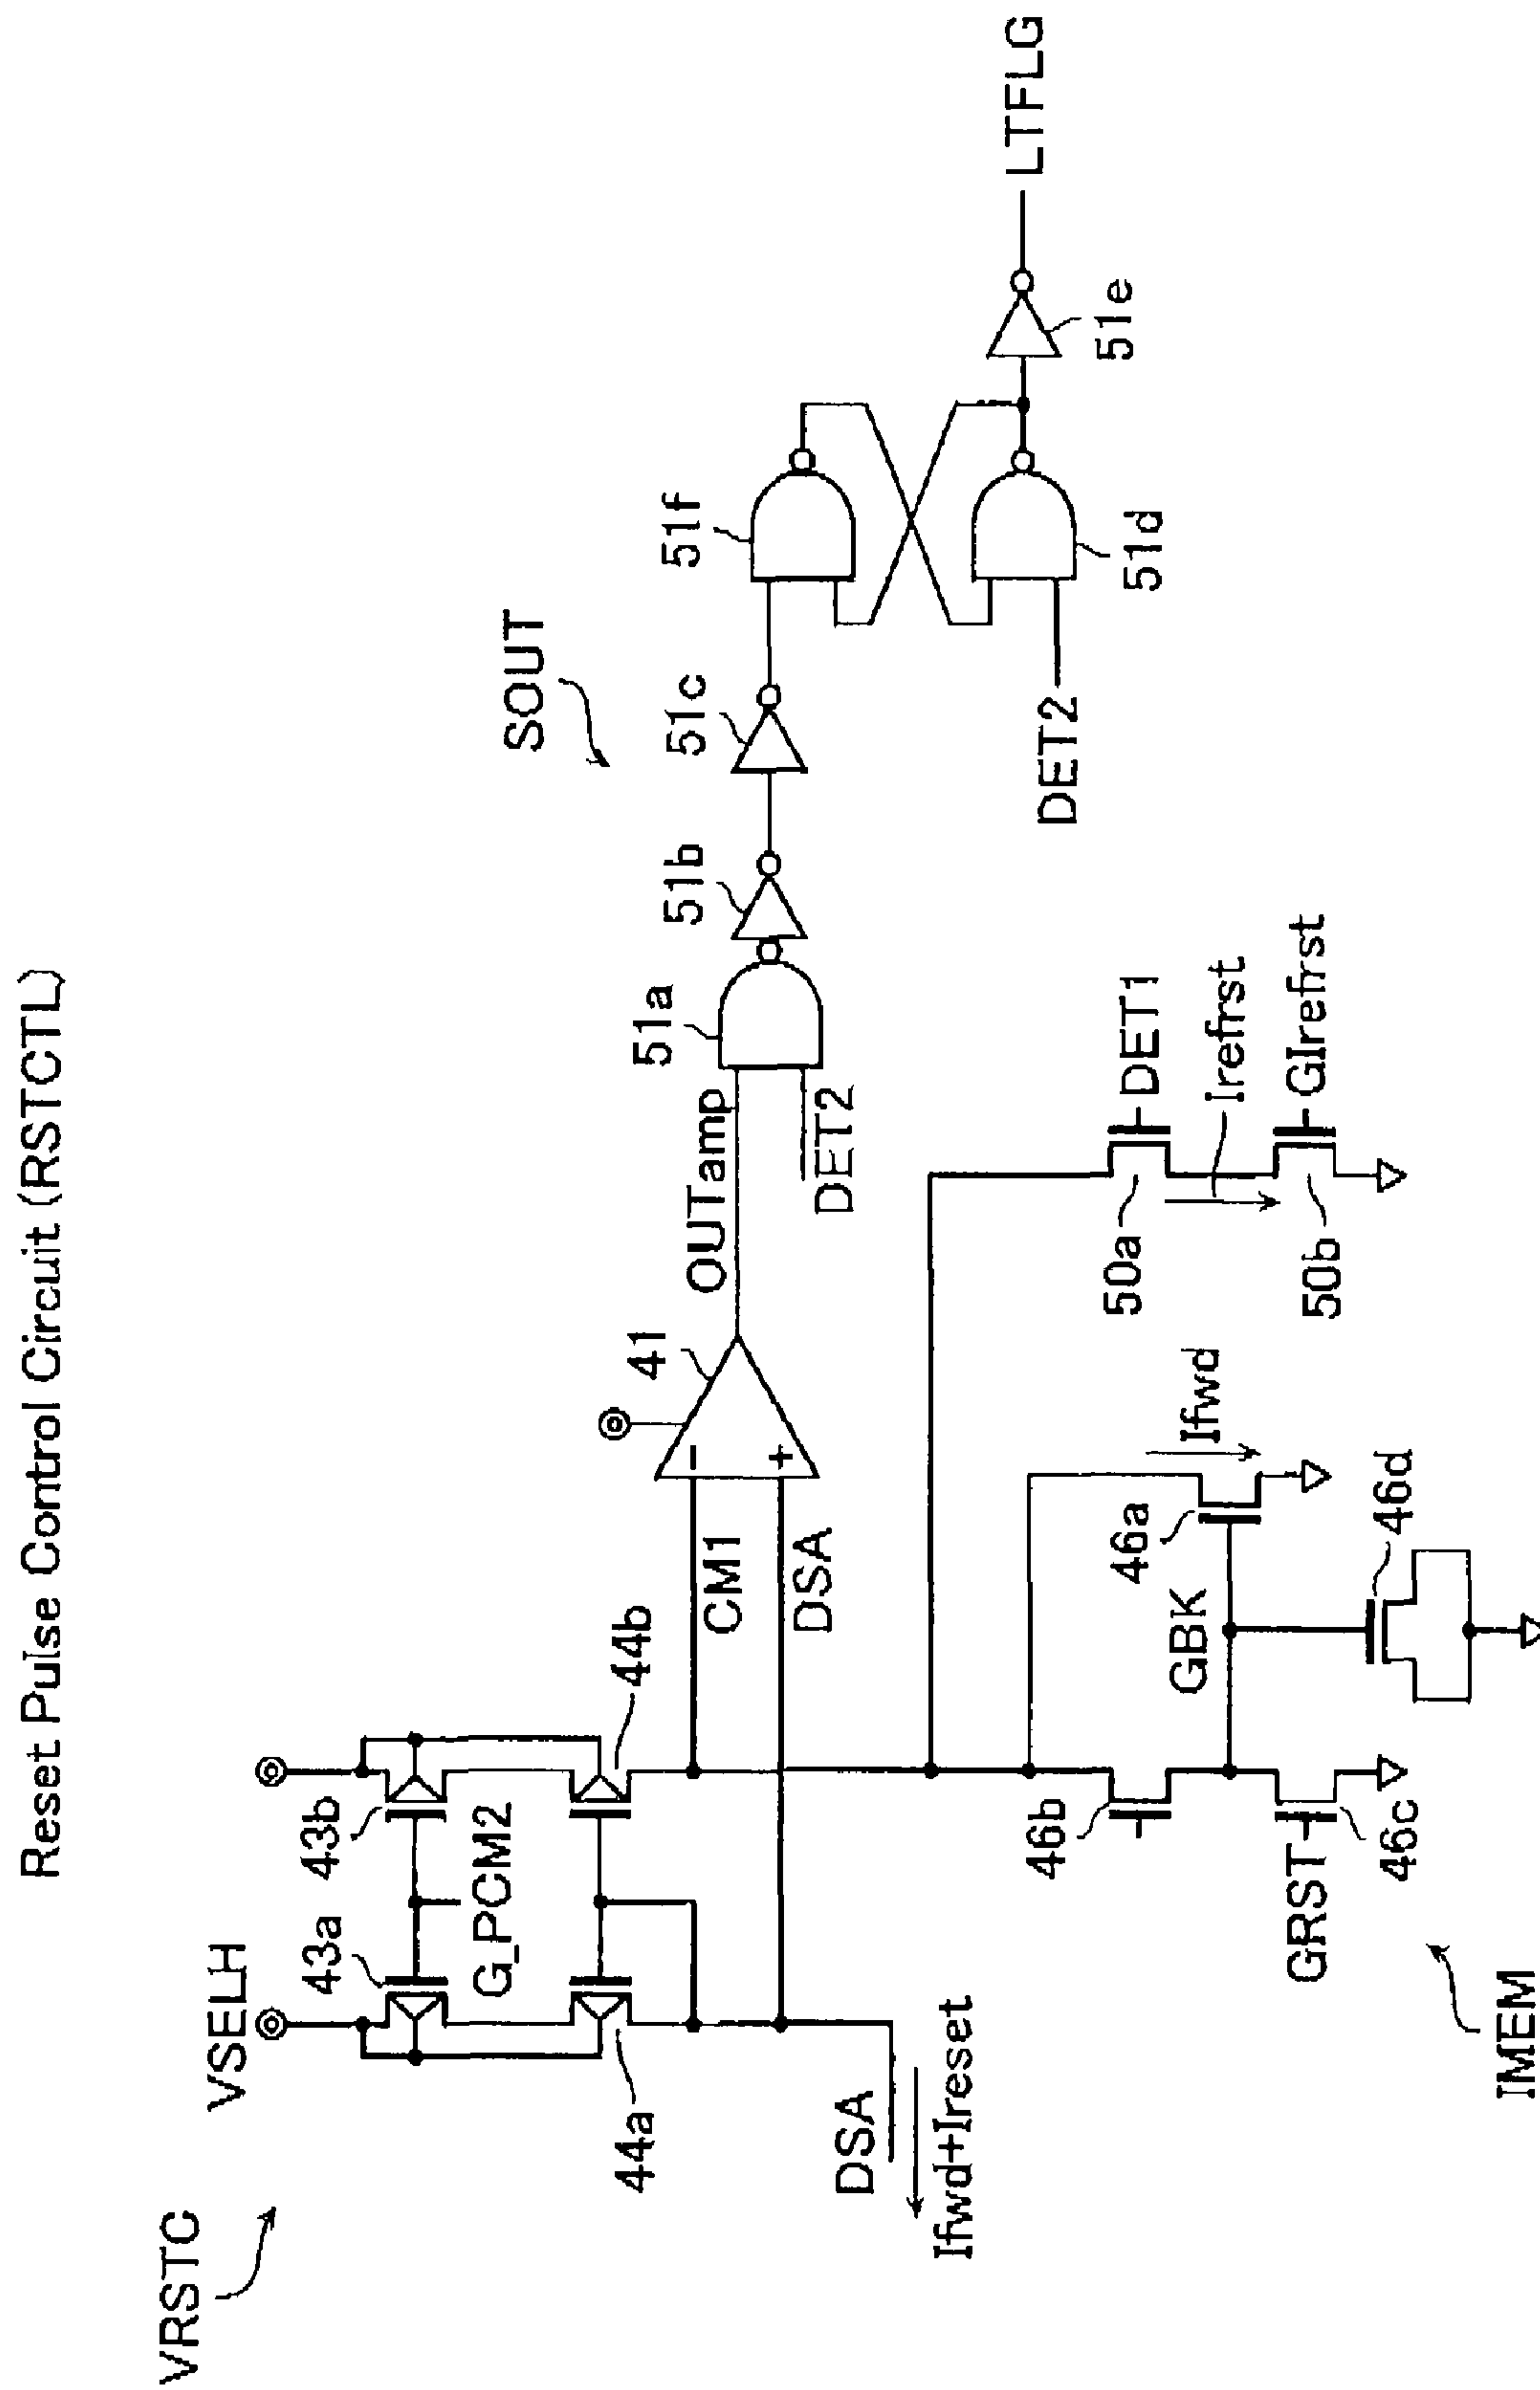 Reset Pulse Control Circuit (RSTCTL)
VRSTC
VSELH
43a
43b
G_PCM2
44a
44b
DSA
Ifwd+Ireset
CM1
DSA
41
OUTamp
DET2
51a
51b
51c
SOUT
51f
DET2
51d
51e
LTFLG
46b
GRST
46c
IMEM
GBK
46a
Ifwd
46d
50a
DET1
Irefrst
50b
GIrefrst